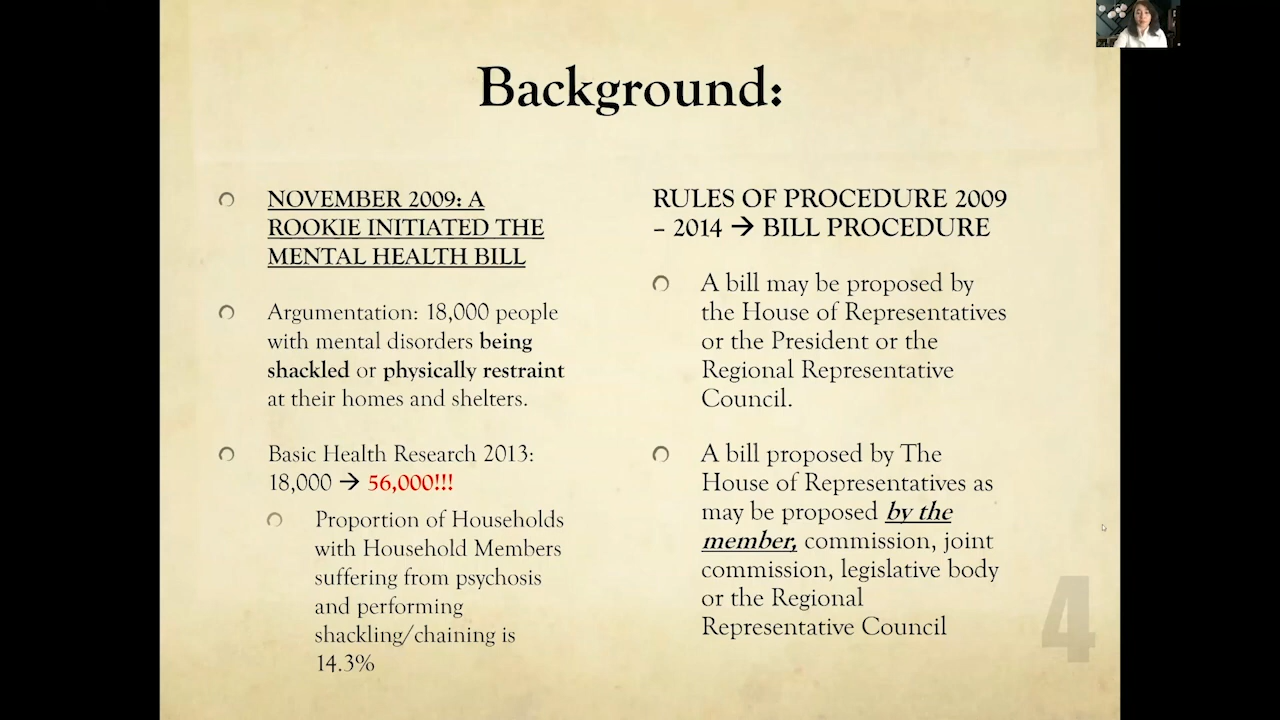 Background:
NOVEMBER 2009: A
ROOKIE INITIATED THE
MENTAL HEALTH BILL
Argumentation: 18,000 people
with mental disorders being
shackled or physically restraint
at their homes and shelters.
Basic Health Research 2013:
18,000 → 56,000!!!
Proportion of Households
with Household Members
suffering from psychosis
and performing
shackling/chaining is
14.3%
RULES OF PROCEDURE 2009
– 2014 → BILL PROCEDURE
A bill may be proposed by
the House of Representatives
or the President or the
Regional Representative
Council.
A bill proposed by The
House of Representatives as
may be proposed by the
member, commission, joint
commission, legislative body
or the Regional
Representative Council
4